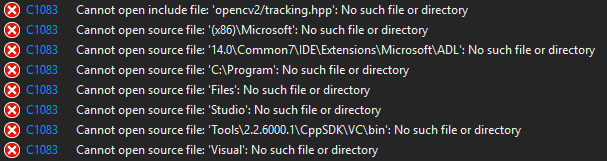 C1083 Cannot open include file: 'opencv2/tracking.hpp': No such file or directory
C1083 Cannot open source file: '(x86)\Microsoft': No such file or directory
C1083 Cannot open source file: '14.0\Common7\IDE\Extensions\Microsoft\ADL': No such file or directory
C1083 Cannot open source file: 'C:\Program': No such file or directory
C1083 Cannot open source file: 'Files': No such file or directory
C1083 Cannot open source file: 'Studio': No such file or directory
C1083 Cannot open source file: 'Tools\2.2.6000.1\CppSDK\VC\bin': No such file or directory
C1083 Cannot open source file: 'Visual': No such file or directory